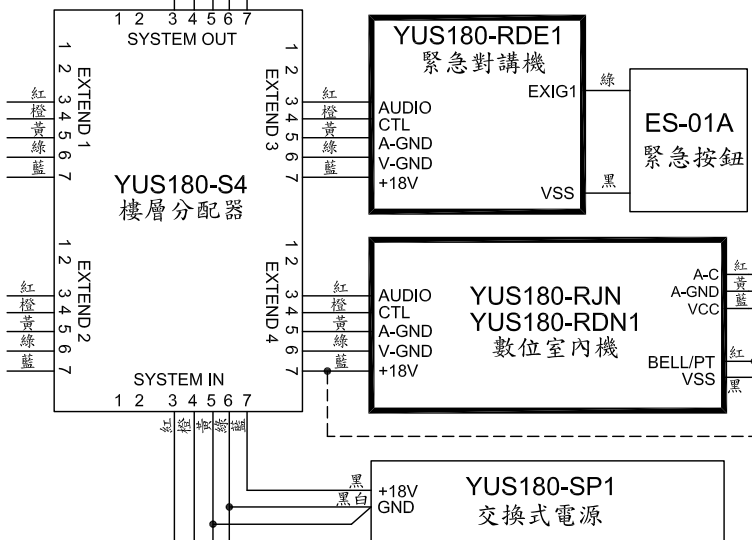 1 2 3 4 5 6 7
SYSTEM OUT
1 2 3 4 5 6 7
EXTEND 1
紅
橙
黃
綠
藍
1 2 3 4 5 6 7
EXTEND 3
紅
橙
黃
綠
藍
YUS180-S4
樓層分配器
1 2 3 4 5 6 7
EXTEND 2
紅
橙
黃
綠
藍
1 2 3 4 5 6 7
EXTEND 4
紅
橙
黃
綠
藍
SYSTEM IN
1 2 3 4 5 6 7
紅 橙 黃 綠 藍
YUS180-RDE1
緊急對講機
EXIG1
AUDIO
CTL
A-GND
V-GND
+18V
VSS
綠
黑
ES-01A
緊急按鈕
YUS180-RJN
YUS180-RDN1
數位室內機
AUDIO
CTL
A-GND
V-GND
+18V
A-C
A-GND
VCC
BELL/PT
VSS
紅
黃
藍
紅
黑
黑
黑白
+18V
GND
YUS180-SP1
交換式電源